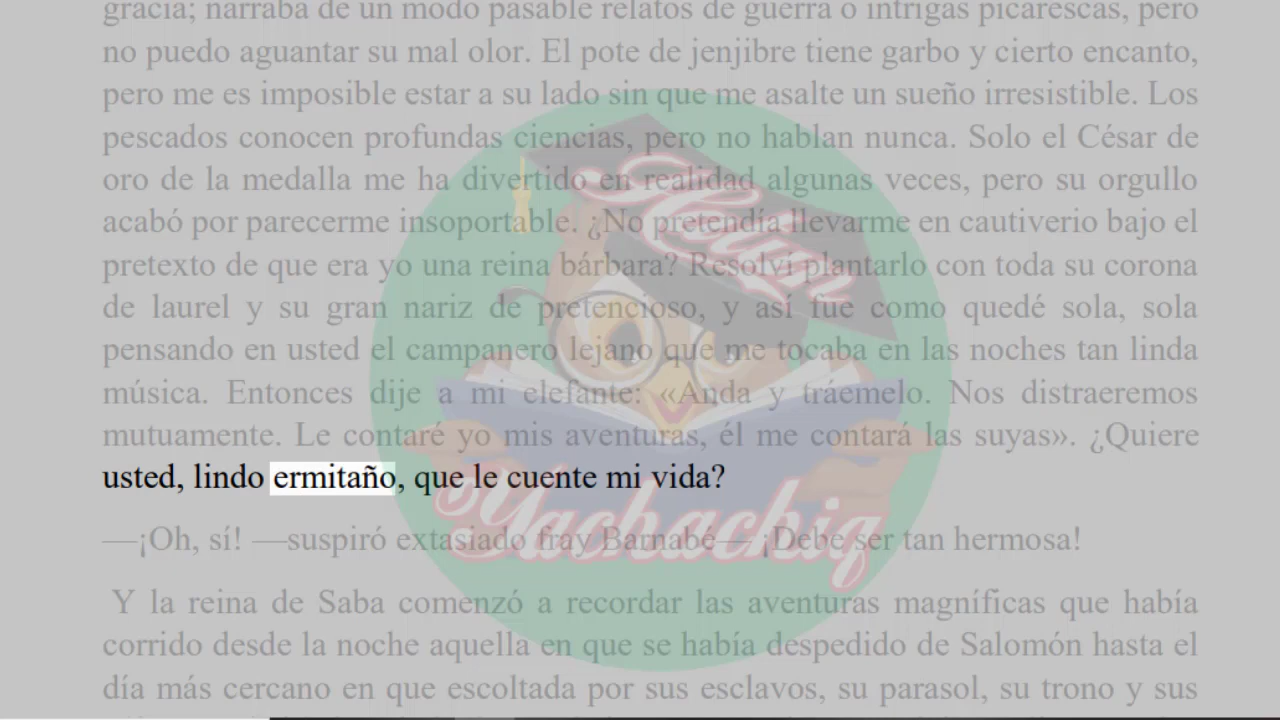 gracia; narraba de un modo pasable relatos de guerra o intrigas picarescas, pero
no puedo aguantar su mal olor. El pote de jenjibre tiene garbo y cierto encanto,
pero me es imposible estar a su lado sin que me asalte un sueño irresistible. Los
pescados conocen profundas ciencias, pero no hablan nunca. Solo el César de
oro de la medalla me ha divertido en realidad algunas veces, pero su orgullo
acabó por parecerme insoportable. ¿No pretendía llevarme en cautiverio bajo el
pretexto de que era yo una reina bárbara? Resolví plantarlo con toda su corona
de laurel y su gran nariz de pretencioso, y así fue como quedé sola, sola
pensando en usted el campanero lejano que me tocaba en las noches tan linda
música. Entonces dije a mi elefante: «Anda y tráemelo. Nos distraeremos
mutuamente. Le contaré yo mis aventuras, él me contará las suyas». ¿Quiere
usted, lindo ermitaño, que le cuente mi vida?
—¡Oh, sí! —suspiró extasiado fray Barnabé— ¡Debe ser tan hermosa!
Y la reina de Saba comenzó a recordar las aventuras magníficas que había
corrido desde la noche aquella en que se había despedido de Salomón hasta el
día más cercano en que escoltada por sus esclavos, su parasol, su trono y sus
Yachachiq